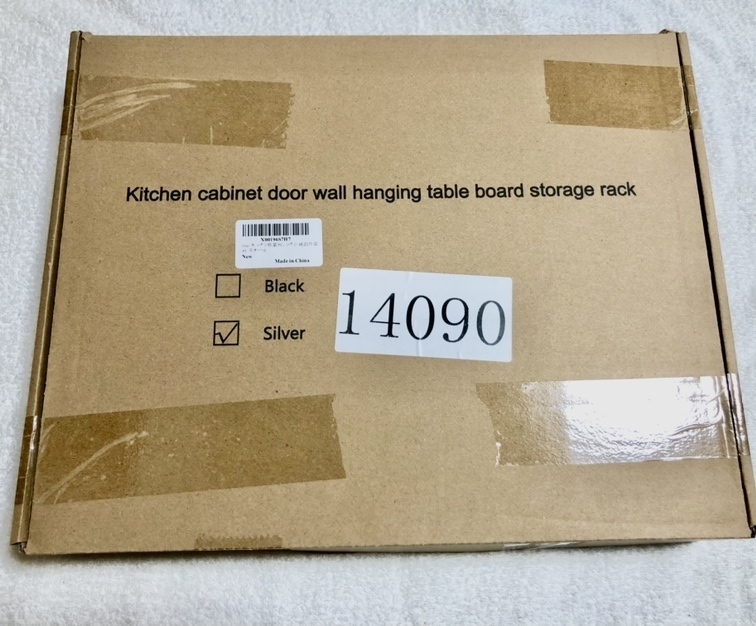 Kitchen cabinet door wall hanging table board storage rack
New
Made in China
Black
14090
Silver